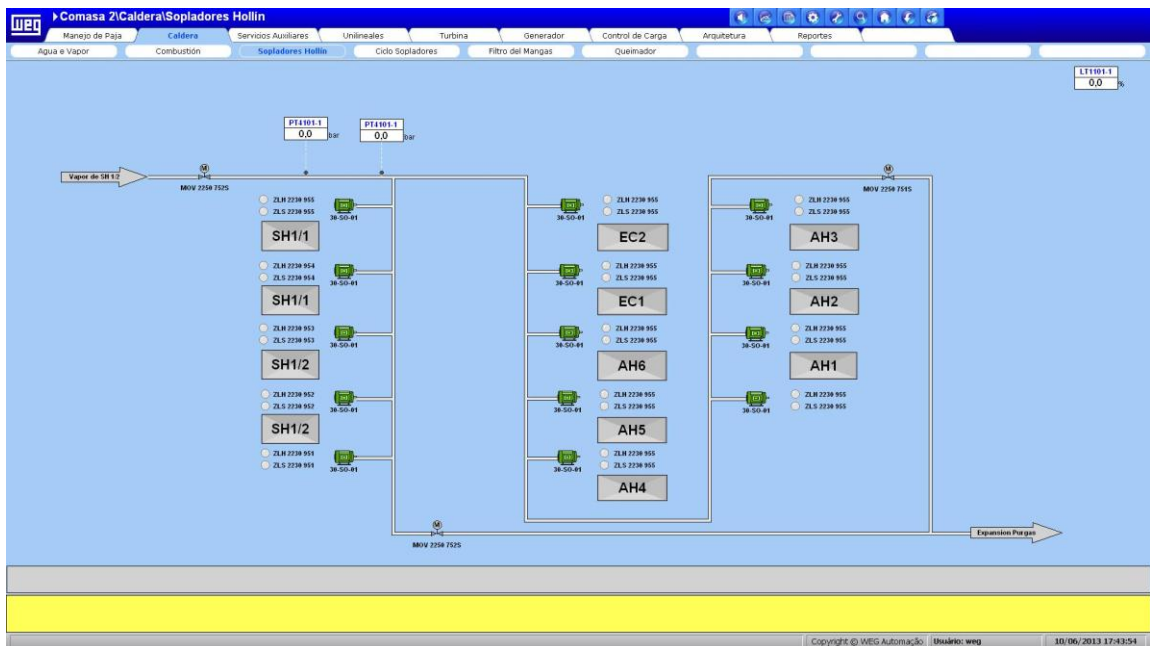 weg
Comasa 2\Caldera\Sopladores Hollin
Manejo de Paja Caldera Servicios Auxiliares Unilineales Turbina Generador Control de Carga Arquitetura Reportes
Agua e Vapor Combustión Sopladores Hollin Ciclo Sopladores Filtro del Mangas Queimador
LT1101-1
0,0 %
PT4101-1 PT4101-1
0,0 bar 0,0 bar
Vapor de SH 1/2
M M
MOV 2250 752S MOV 2250 751S
ZLH 2230 955 ZLH 2230 955 ZLH 2230 955
ZLS 2230 955 ZLS 2230 955 ZLS 2230 955
30-SO-01 30-SO-01 30-SO-01
SH1/1 EC2 AH3
ZLH 2230 954 ZLH 2230 955 ZLH 2230 955
ZLS 2230 954 ZLS 2230 955 ZLS 2230 955
30-SO-01 30-SO-01 30-SO-01
SH1/1 EC1 AH2
ZLH 2230 953 ZLH 2230 955 ZLH 2230 955
ZLS 2230 953 ZLS 2230 955 ZLS 2230 955
30-SO-01 30-SO-01 30-SO-01
SH1/2 AH6 AH1
ZLH 2230 952 ZLH 2230 955 ZLH 2230 955
ZLS 2230 952 ZLS 2230 955 ZLS 2230 955
30-SO-01 30-SO-01 30-SO-01
SH1/2 AH5
ZLH 2230 951 ZLH 2230 955
ZLS 2230 951 ZLS 2230 955
30-SO-01 30-SO-01
AH4
M
MOV 2250 752S
Expansion Purgas
Copyright © WEG Automação Usuário: weg 10/06/2013 17:43:54